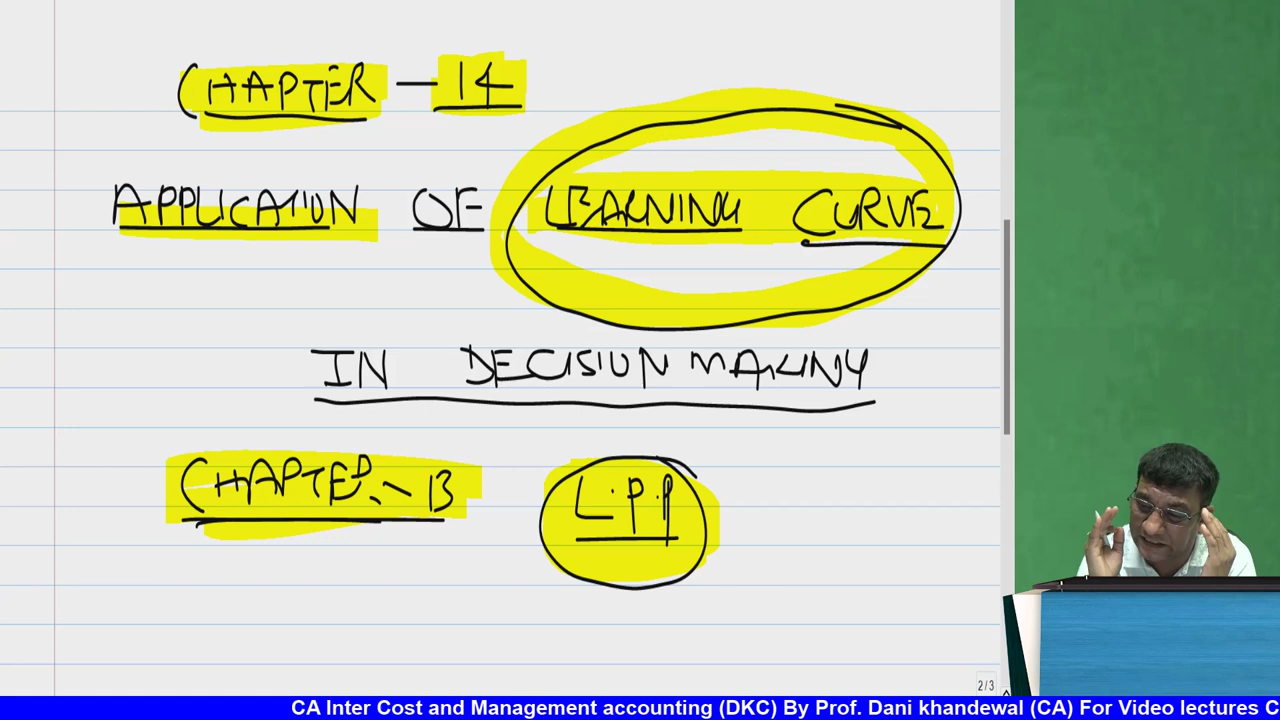 CHAPTER – 14
APPLICATION OF LEARNING CURVE
IN DECISION MAKING
CHAPTER – 13 L.P.P
2/3
CA Inter Cost and Management accounting (DKC) By Prof. Dani khandewal (CA) For Video lectures C